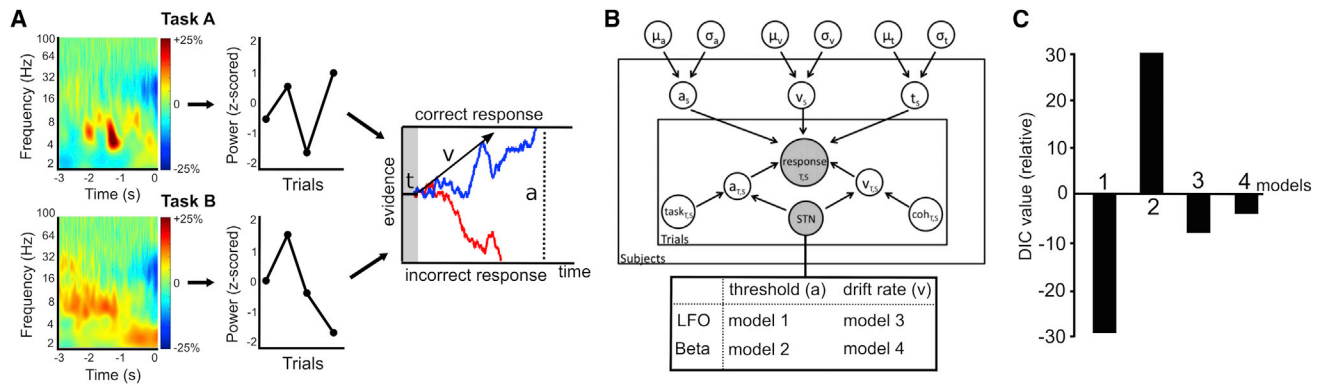 A
Task A
Frequency (Hz)
100
64
32
16
8
4
2
-3 -2 -1 0
Time (s)
+25%
0
-25%
Power (z-scored)
2
1
0
-1
-2
Trials
Task B
Frequency (Hz)
100
64
32
16
8
4
2
-3 -2 -1 0
Time (s)
+25%
0
-25%
Power (z-scored)
2
1
0
-1
-2
Trials
correct response
evidence
t
v
a
incorrect response
time
B
μa σa μv σv μt σt
aS vS tS
response
T,S
aT,S vT,S
taskT,S STN cohT,S
Trials
Subjects
threshold (a) drift rate (v)
LFO model 1 model 3
Beta model 2 model 4
C
DIC value (relative)
30
20
10
0
-10
-20
-30
1 2 3 4 models